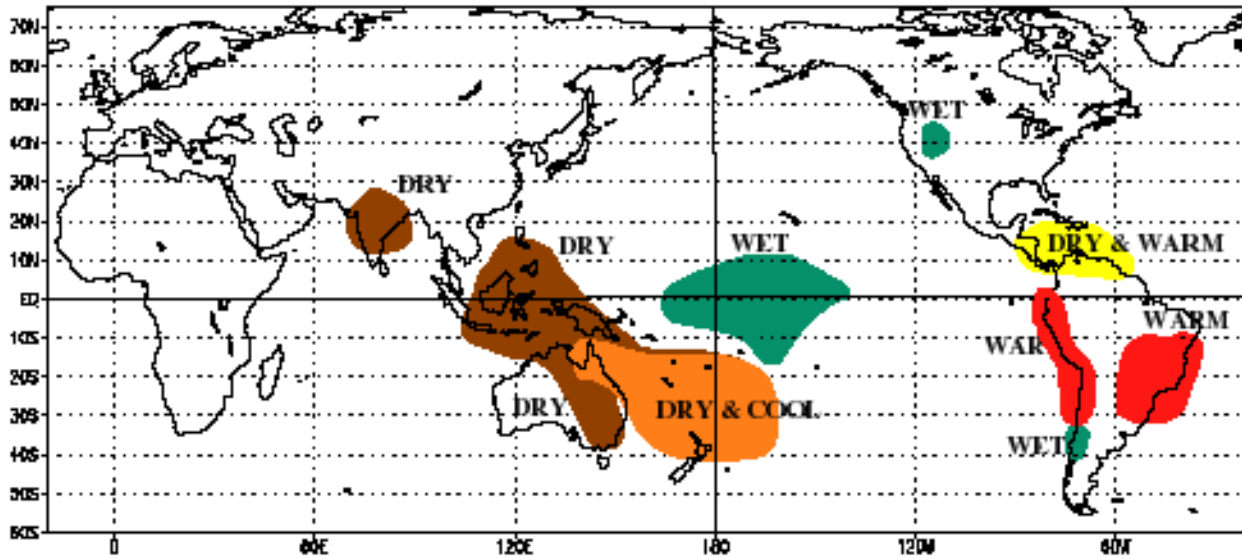 70N
60N
50N
WET
40N
30N
DRY
20N
DRY
WET
DRY & WARM
10N
EQ
WARM
10S
WAR
20S
DRY
DRY & COOL
30S
WET
40S
50S
60S
0
60E
120E
180
120W
60W